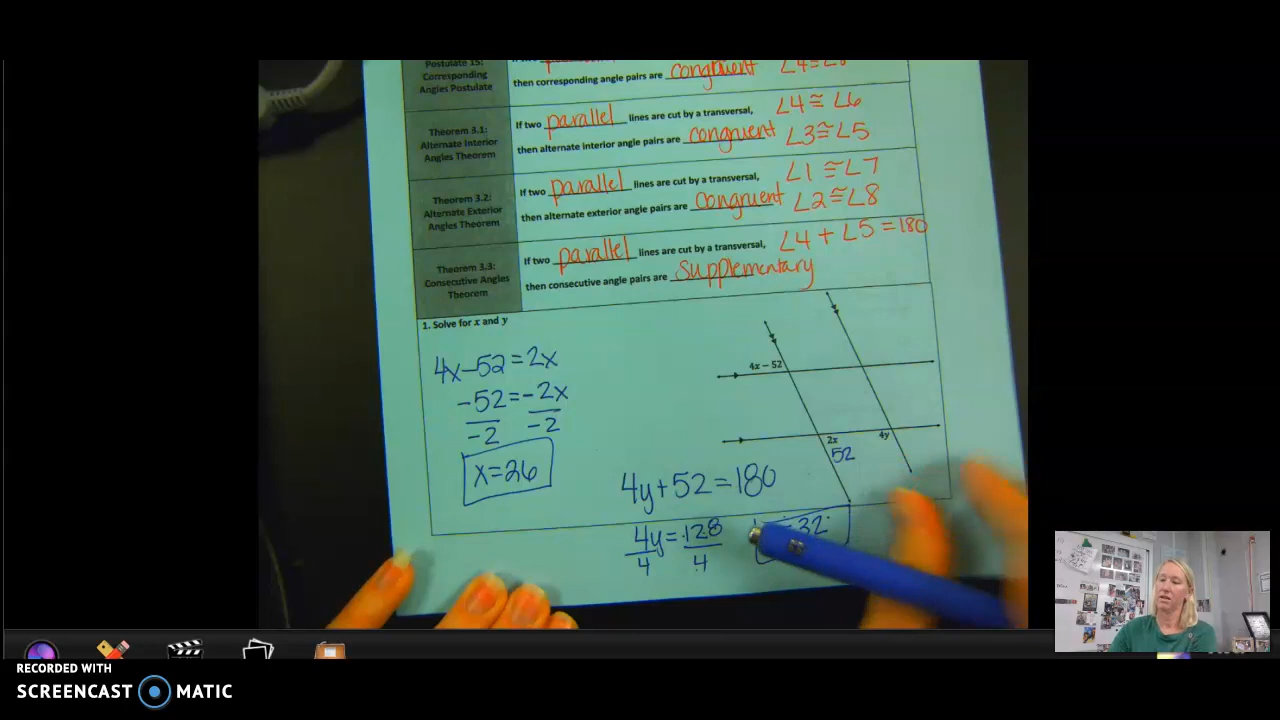 Postulate 15:
Corresponding
Angles Postulate
then corresponding angle pairs are congruent
Theorem 3.1:
Alternate Interior
Angles Theorem
If two parallel lines are cut by a transversal,
∠4 ≅ ∠6
then alternate interior angle pairs are congruent
∠3 ≅ ∠5
Theorem 3.2:
Alternate Exterior
Angles Theorem
If two parallel lines are cut by a transversal,
∠1 ≅ ∠7
then alternate exterior angle pairs are congruent
∠2 ≅ ∠8
Theorem 3.3:
Consecutive Angles
Theorem
If two parallel lines are cut by a transversal,
∠4 + ∠5 = 180
then consecutive angle pairs are supplementary
1. Solve for x and y
4x-52=2x
-52=-2x
-2 -2
x=26
4x - 52
2x
52
4y
4y+52=180
4y=128
4 4
32
RECORDED WITH
SCREENCAST MATIC